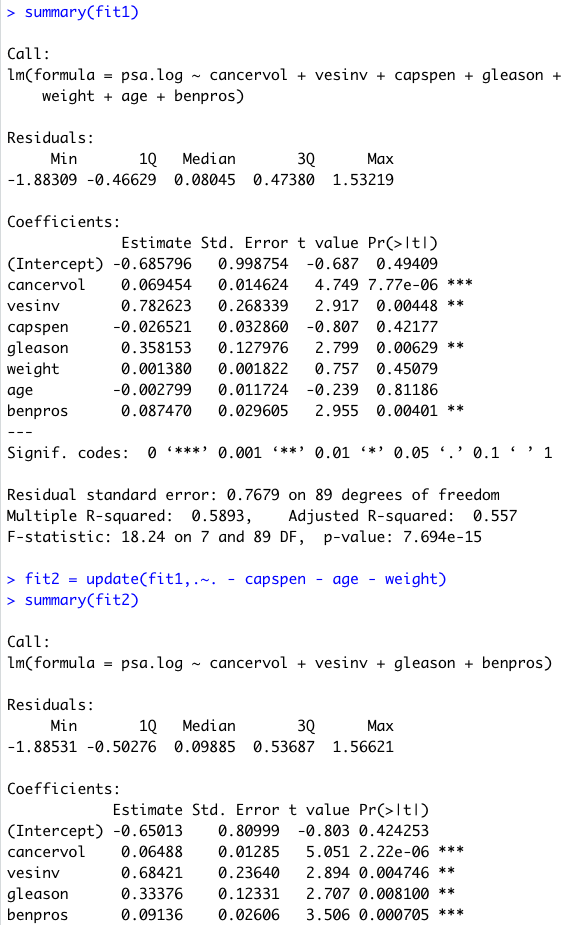 > summary(fit1)
Call:
lm(formula = psa.log ~ cancervol + vesinv + capspen + gleason +
    weight + age + benpros)
Residuals:
     Min       1Q   Median       3Q      Max
-1.88309 -0.46629  0.08045  0.47380  1.53219
Coefficients:
             Estimate Std. Error t value Pr(>|t|)
(Intercept) -0.685796   0.998754  -0.687  0.49409
cancervol    0.069454   0.014624   4.749 7.77e-06 ***
vesinv       0.782623   0.268339   2.917  0.00448 **
capspen     -0.026521   0.032860  -0.807  0.42177
gleason      0.358153   0.127976   2.799  0.00629 **
weight       0.001380   0.001822   0.757  0.45079
age         -0.002799   0.011724  -0.239  0.81186
benpros      0.087470   0.029605   2.955  0.00401 **
---
Signif. codes:  0 ‘***’ 0.001 ‘**’ 0.01 ‘*’ 0.05 ‘.’ 0.1 ‘ ’ 1
Residual standard error: 0.7679 on 89 degrees of freedom
Multiple R-squared:  0.5893,    Adjusted R-squared:  0.557
F-statistic: 18.24 on 7 and 89 DF,  p-value: 7.694e-15
> fit2 = update(fit1,.~. - capspen - age - weight)
> summary(fit2)
Call:
lm(formula = psa.log ~ cancervol + vesinv + gleason + benpros)
Residuals:
     Min       1Q   Median       3Q      Max
-1.88531 -0.50276  0.09885  0.53687  1.56621
Coefficients:
            Estimate Std. Error t value Pr(>|t|)
(Intercept) -0.65013    0.80999  -0.803 0.424253
cancervol    0.06488    0.01285   5.051 2.22e-06 ***
vesinv       0.68421    0.23640   2.894 0.004746 **
gleason      0.33376    0.12331   2.707 0.008100 **
benpros      0.09136    0.02606   3.506 0.000705 ***